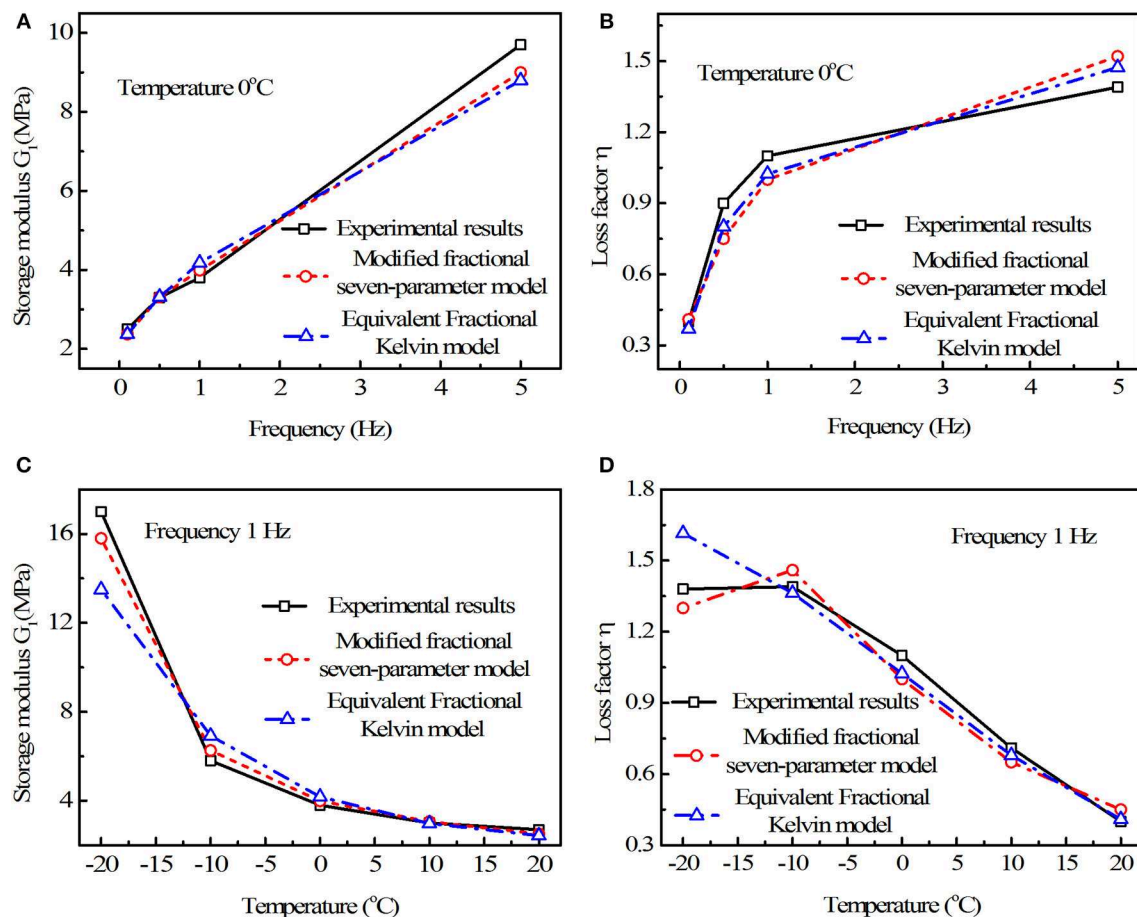 A
10
8
6
4
2
Storage modulus G₁(MPa)
Temperature 0°C
Experimental results
Modified fractional
seven-parameter model
Equivalent Fractional
Kelvin model
0 1 2 3 4 5
Frequency (Hz)
B
1.5
1.2
0.9
0.6
0.3
Loss factor η
Temperature 0°C
Experimental results
Modified fractional
seven-parameter model
Equivalent Fractional
Kelvin model
0 1 2 3 4 5
Frequency (Hz)
C
16
12
8
4
Storage modulus G₁(MPa)
Frequency 1 Hz
Experimental results
Modified fractional
seven-parameter model
Equivalent Fractional
Kelvin model
-20 -15 -10 -5 0 5 10 15 20
Temperature (°C)
D
1.8
1.5
1.2
0.9
0.6
0.3
Loss factor η
Frequency 1 Hz
Experimental results
Modified fractional
seven-parameter model
Equivalent Fractional
Kelvin model
-20 -15 -10 -5 0 5 10 15 20
Temperature (°C)